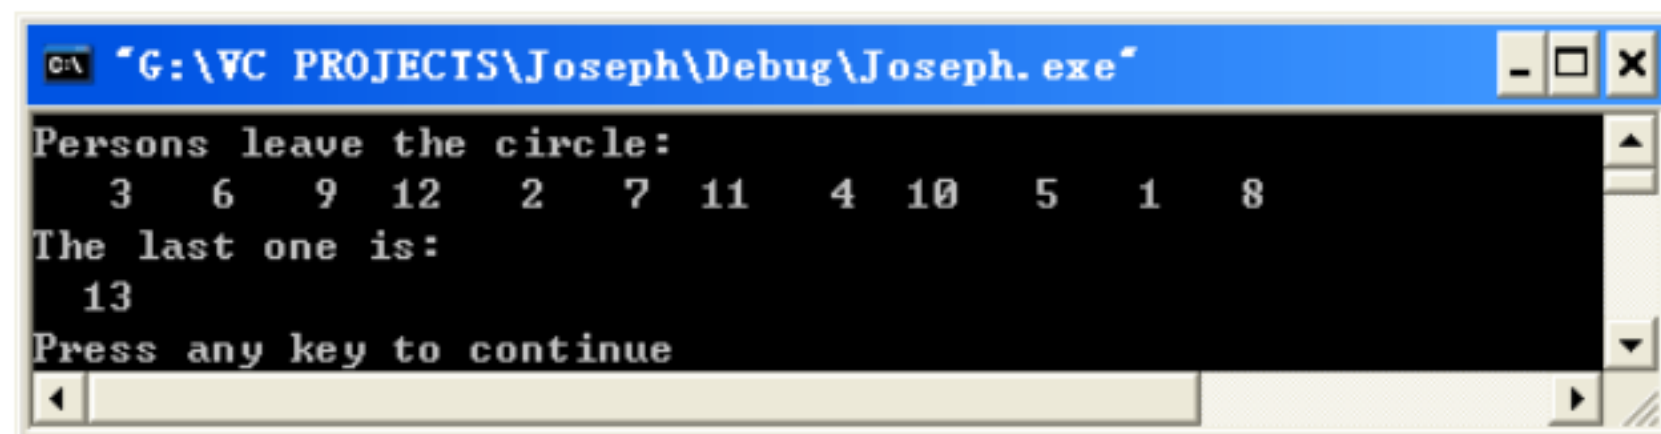 "G:\VC PROJECTS\Joseph\Debug\Joseph.exe"
Persons leave the circle:
3 6 9 12 2 7 11 4 10 5 1 8
The last one is:
13
Press any key to continue